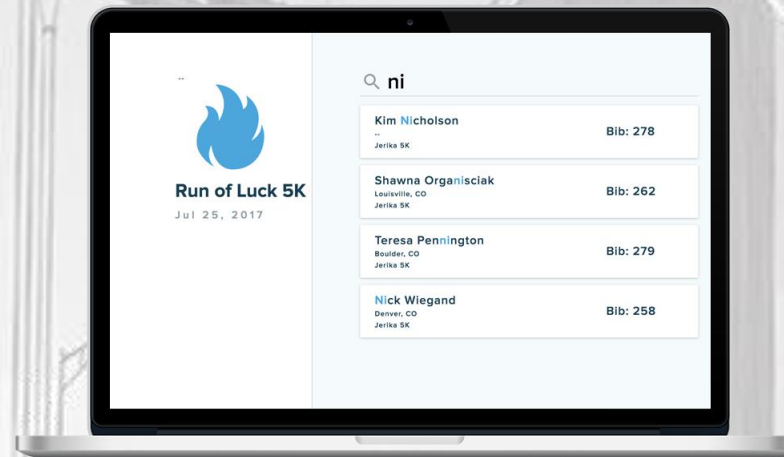 ..
Run of Luck 5K
Jul 25, 2017
ni
Kim Nicholson
..
Jerika 5K
Bib: 278
Shawna Organisciak
Louisville, CO
Jerika 5K
Bib: 262
Teresa Pennington
Boulder, CO
Jerika 5K
Bib: 279
Nick Wiegand
Denver, CO
Jerika 5K
Bib: 258